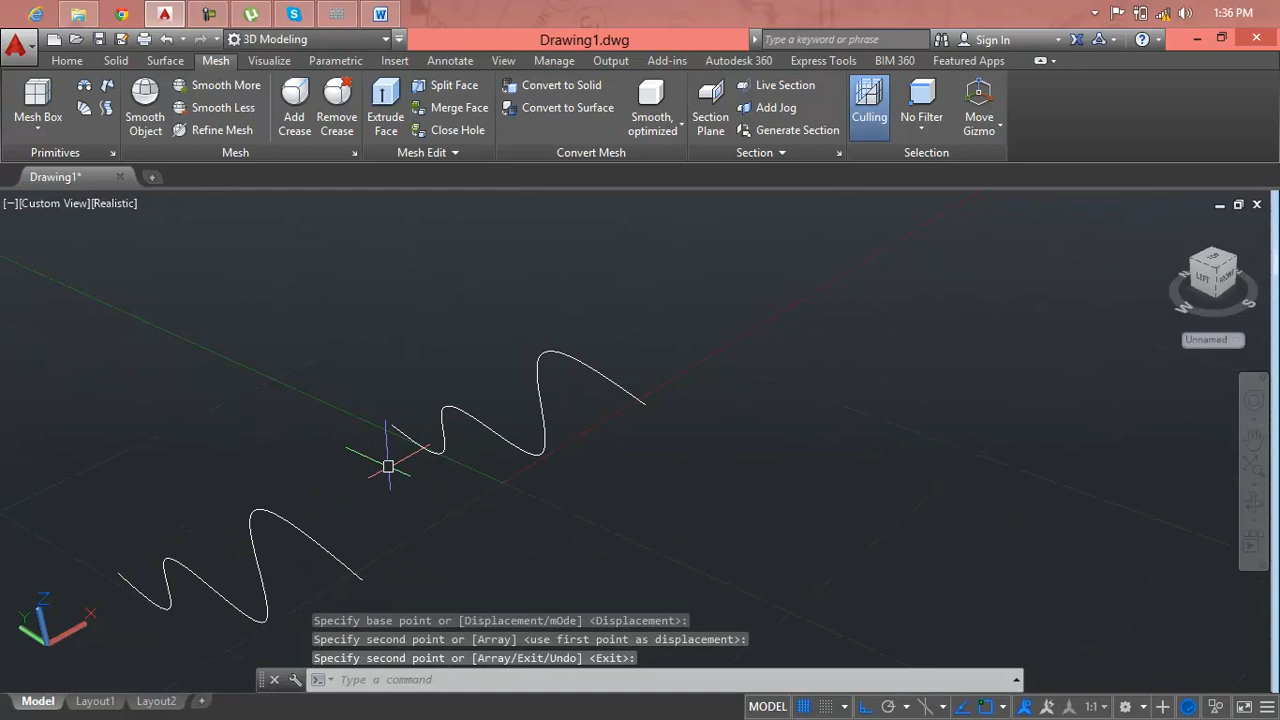 1:36 PM
3D Modeling
Drawing1.dwg
Type a keyword or phrase
Sign In
Home Solid Surface Mesh Visualize Parametric Insert Annotate View Manage Output Add-ins Autodesk 360 Express Tools BIM 360 Featured Apps
Mesh Box
Smooth Object
Smooth More
Smooth Less
Refine Mesh
Add Crease
Remove Crease
Extrude Face
Split Face
Merge Face
Close Hole
Convert to Solid
Convert to Surface
Smooth, optimized
Section Plane
Live Section
Add Jog
Generate Section
Culling
No Filter
Move Gizmo
Primitives Mesh Mesh Edit Convert Mesh Section Selection
Drawing1*
[−][Custom View][Realistic]
TOP
LEFT FRONT
W S
Unnamed
Z
Y X
Specify base point or [Displacement/mOde] <Displacement>:
Specify second point or [Array] <use first point as displacement>:
Specify second point or [Array/Exit/Undo] <Exit>:
Type a command
Model Layout1 Layout2 +
MODEL 1:1